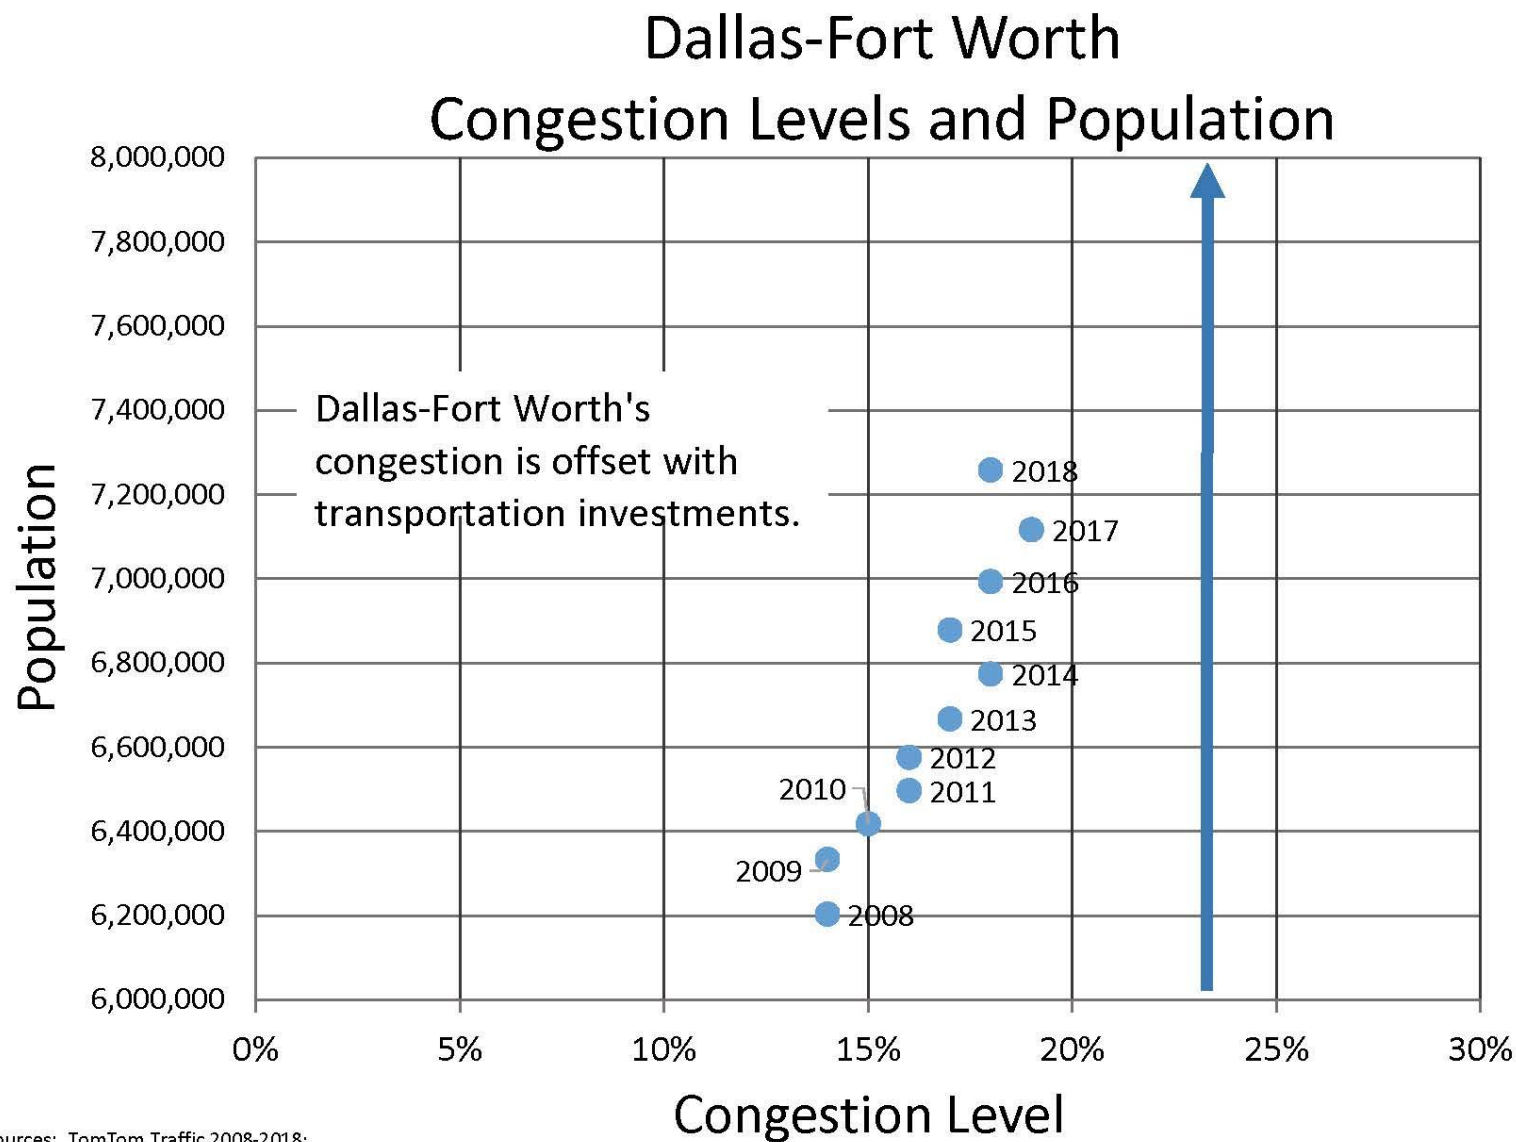 Dallas-Fort Worth
Congestion Levels and Population
8,000,000
7,800,000
7,600,000
7,400,000
7,200,000
7,000,000
6,800,000
6,600,000
6,400,000
6,200,000
6,000,000
Population
Dallas-Fort Worth's
congestion is offset with
transportation investments.
2018
2017
2016
2015
2014
2013
2012
2010
2011
2009
2008
0% 5% 10% 15% 20% 25% 30%
Congestion Level
ources: TomTom Traffic 2008-2018;